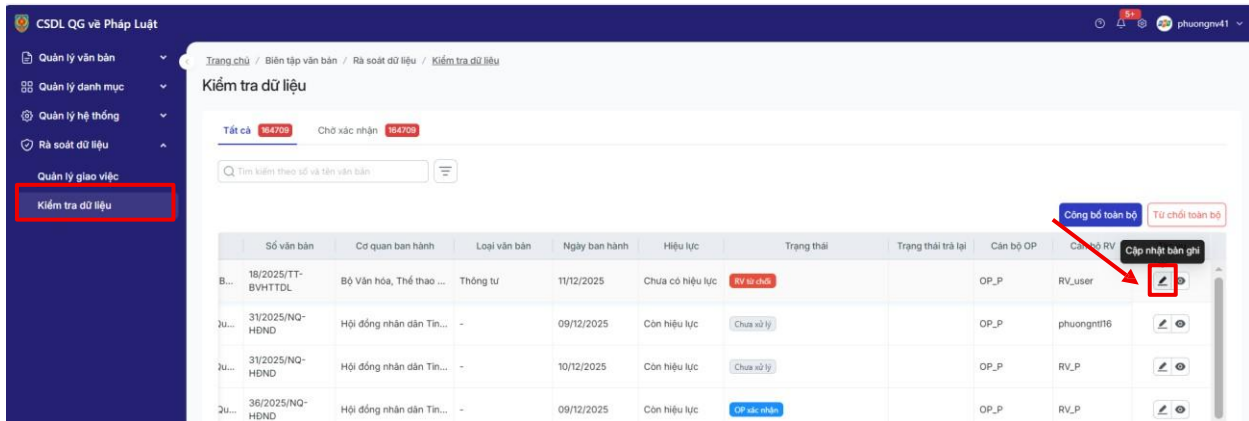 CSDL QG về Pháp Luật
5+
phuongnv41
Quản lý văn bản
Quản lý danh mục
Quản lý hệ thống
Rà soát dữ liệu
Quản lý giao việc
Kiểm tra dữ liệu
Trang chủ / Biên tập văn bản / Rà soát dữ liệu / Kiểm tra dữ liệu
Kiểm tra dữ liệu
Tất cả 164709 Chờ xác nhận 164709
Tìm kiếm theo số và tên văn bản
Công bố toàn bộ Từ chối toàn bộ
Số văn bản Cơ quan ban hành Loại văn bản Ngày ban hành Hiệu lực Trạng thái Trạng thái trả lại Cán bộ OP Cán bộ RV
Cập nhật bản ghi
B... 18/2025/TT-BVHTTDL Bộ Văn hóa, Thể thao ... Thông tư 11/12/2025 Chưa có hiệu lực RV từ chối OP_P RV_user
Qu... 31/2025/NQ-HĐND Hội đồng nhân dân Tỉn... - 09/12/2025 Còn hiệu lực Chưa xử lý OP_P phuongntl16
Qu... 31/2025/NQ-HĐND Hội đồng nhân dân Tỉn... - 10/12/2025 Còn hiệu lực Chưa xử lý OP_P RV_P
Qu... 36/2025/NQ-HĐND Hội đồng nhân dân Tỉn... - 09/12/2025 Còn hiệu lực OP xác nhận OP_P RV_P